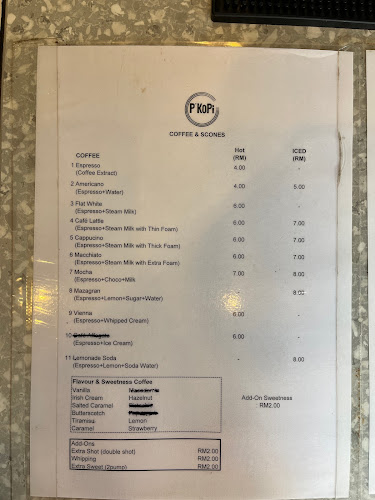 P'KoPi
COFFEE & SCONES
COFFEE Hot (RM) ICED (RM)
1 Espresso 4.00 -
(Coffee Extract)
2 Americano 4.00 5.00
(Espresso+Water)
3 Flat White 6.00 -
(Espresso+Steam Milk)
4 Café Latte 6.00 7.00
(Espresso+Steam Milk with Thin Foam)
5 Cappucino 6.00 7.00
(Espresso+Steam Milk with Thick Foam)
6 Macchiato 6.00 7.00
(Espresso+Steam Milk with Extra Foam)
7 Mocha 7.00 8.00
(Espresso+Choco+Milk
8 Mazagran 8.00
(Espresso+Lemon+Sugar+Water)
9 Vienna 6.00 -
(Espresso+Whipped Cream)
10 Café Affogato 6.00 -
(Espresso+Ice Cream)
11 Lemonade Soda - 8.00
(Espresso+Lemon+Soda Water)
Flavour & Sweetness Coffee
Vanilla
Irish Cream Hazelnut
Salted Caramel
Butterscotch
Tiramisu Lemon
Caramel Strawberry
Add-On Sweetness
: RM2.00
Add-Ons
Extra Shot (double shot) RM2.00
Whipping RM2.00
Extra Sweet (2pump) RM2.00